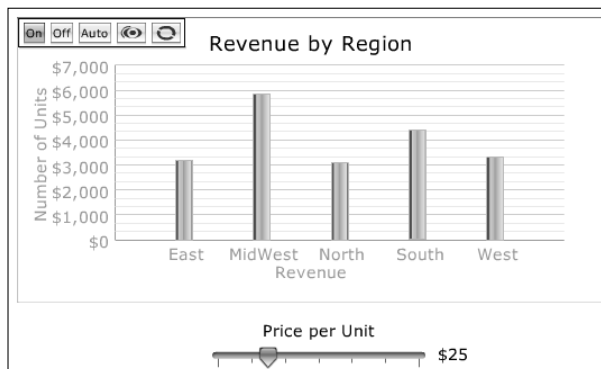 On Off Auto
Revenue by Region
$7,000
$6,000
$5,000
$4,000
$3,000
$2,000
$1,000
$0
Number of Units
East MidWest North South West
Revenue
Price per Unit
$25